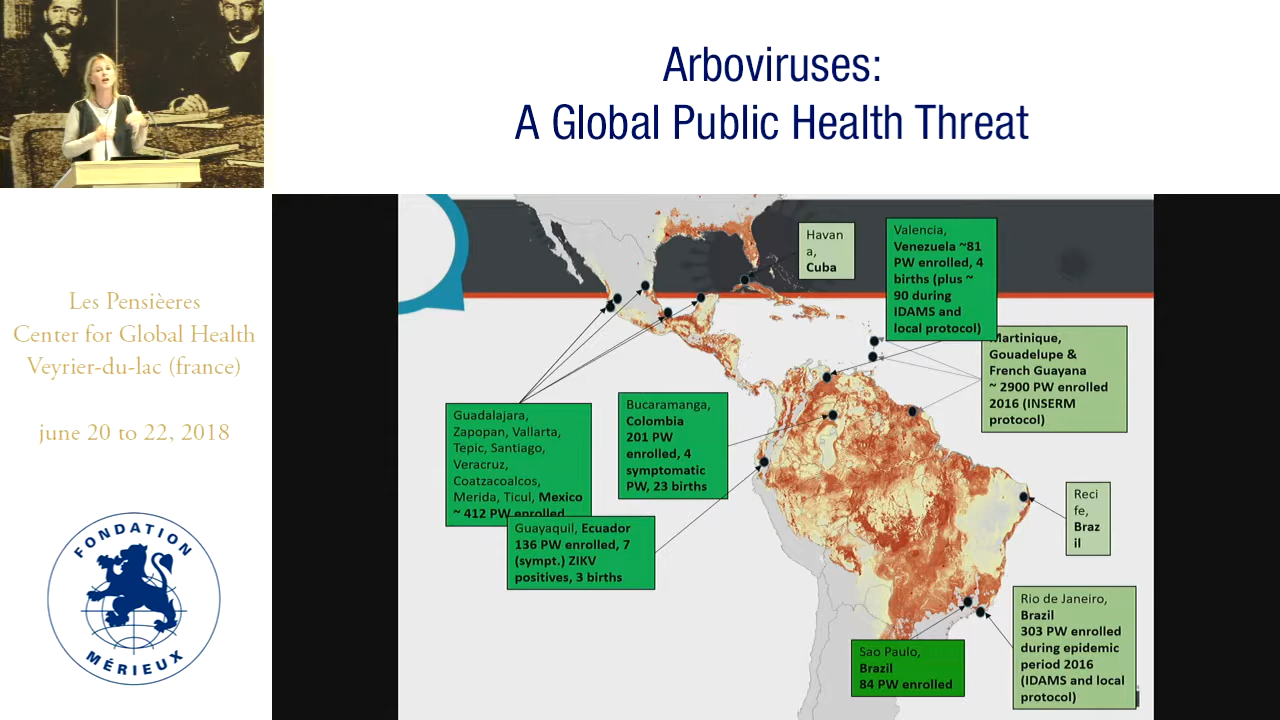 Arboviruses:
A Global Public Health Threat
Les Pensièeres
Center for Global Health
Veyrier-du-lac (france)
june 20 to 22, 2018
FONDATION
MÉRIEUX
Havan
a,
Cuba
Valencia,
Venezuela ~81
PW enrolled, 4
births (plus ~
90 during
IDAMS and
local protocol)
Martinique,
Gouadelupe &
French Guayana
~ 2900 PW enrolled
2016 (INSERM
protocol)
Guadalajara,
Zapopan, Vallarta,
Tepic, Santiago,
Veracruz,
Coatzacoalcos,
Merida, Ticul, Mexico
~ 412 PW enrolled
Bucaramanga,
Colombia
201 PW
enrolled, 4
symptomatic
PW, 23 births
Guayaquil, Ecuador
136 PW enrolled, 7
(sympt.) ZIKV
positives, 3 births
Reci
fe,
Braz
il
Rio de Janeiro,
Brazil
303 PW enrolled
during epidemic
period 2016
(IDAMS and local
protocol)
Sao Paulo,
Brazil
84 PW enrolled